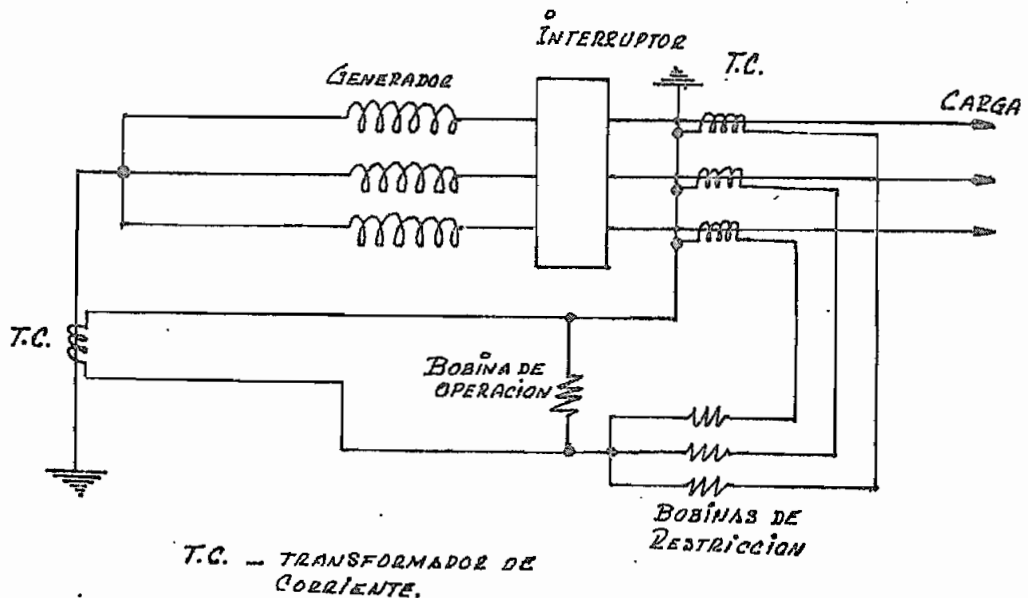 INTERRUPTOR
T.C.
GENERADOR
CARGA
T.C.
BOBINA DE
OPERACION
BOBINAS DE
RESTRICCION
T.C. - TRANSFORMADOR DE
CORRIENTE.